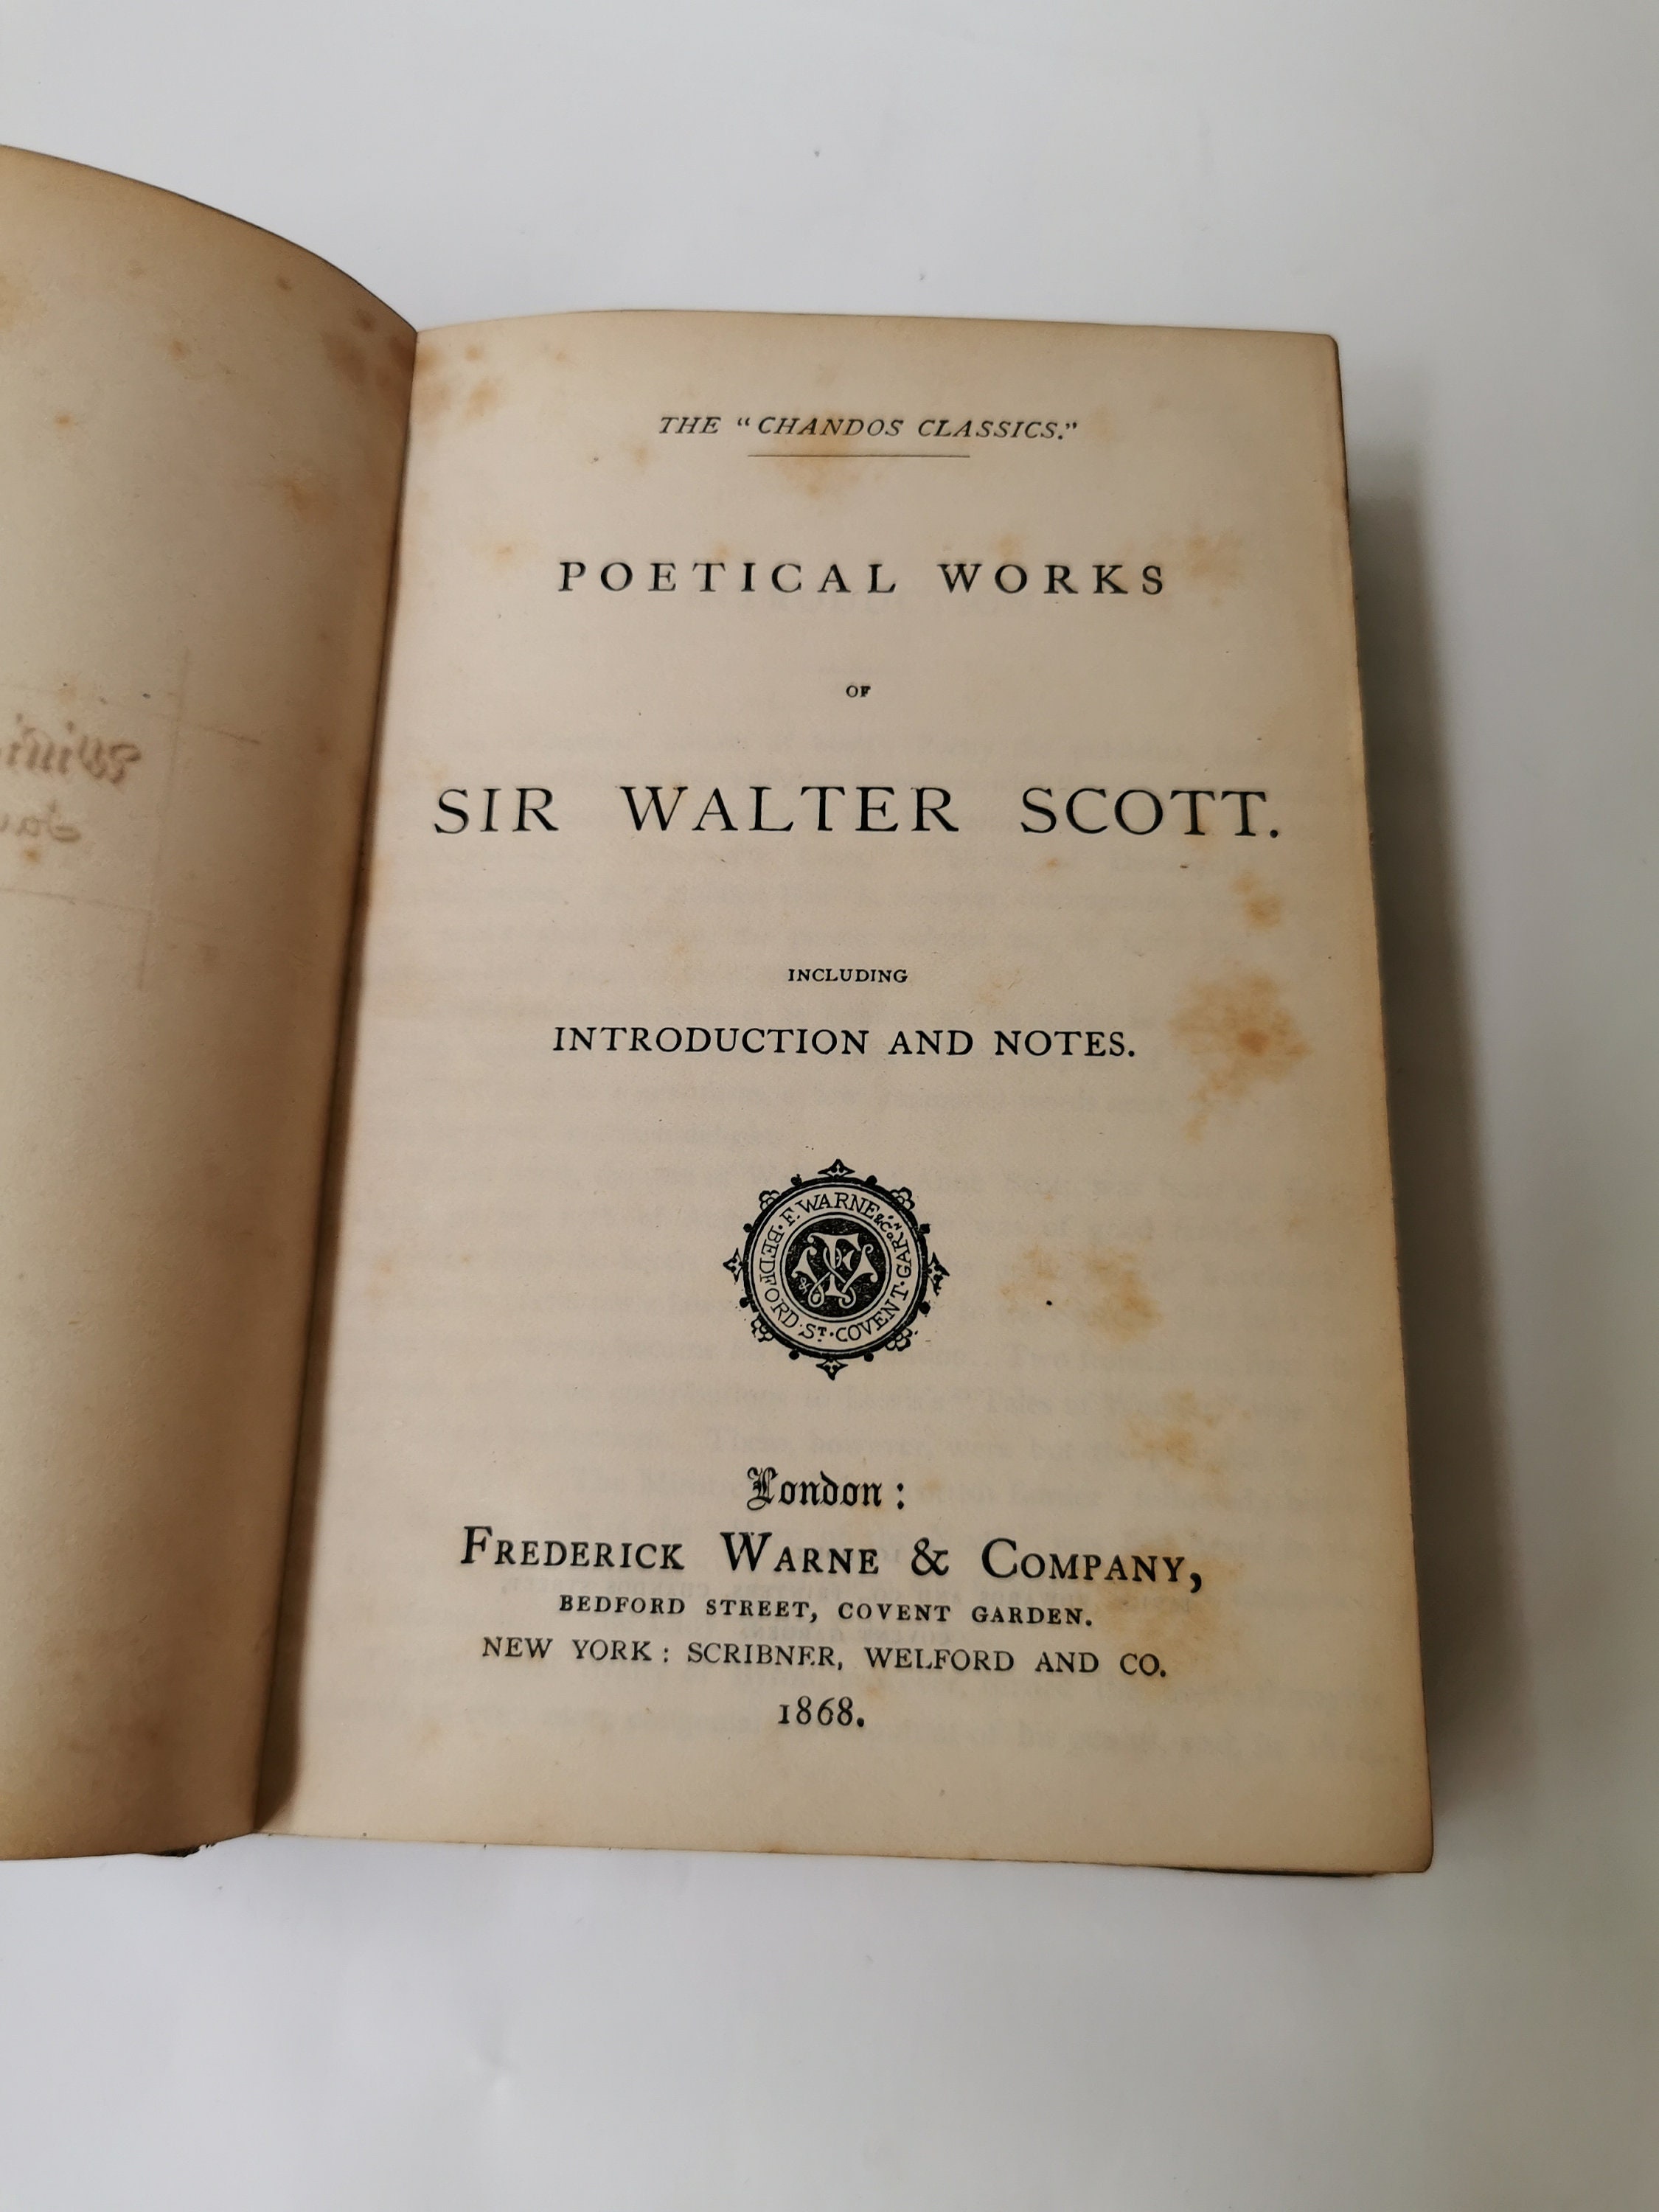 THE "CHANDOS CLASSICS."
POETICAL WORKS
OF
SIR WALTER SCOTT.
INCLUDING
INTRODUCTION AND NOTES.
F. WARNE & Co. BEDFORD. ST. COVENT. GARN.
London:
FREDERICK WARNE & COMPANY,
BEDFORD STREET, COVENT GARDEN.
NEW YORK: SCRIBNER, WELFORD AND CO.
1868.